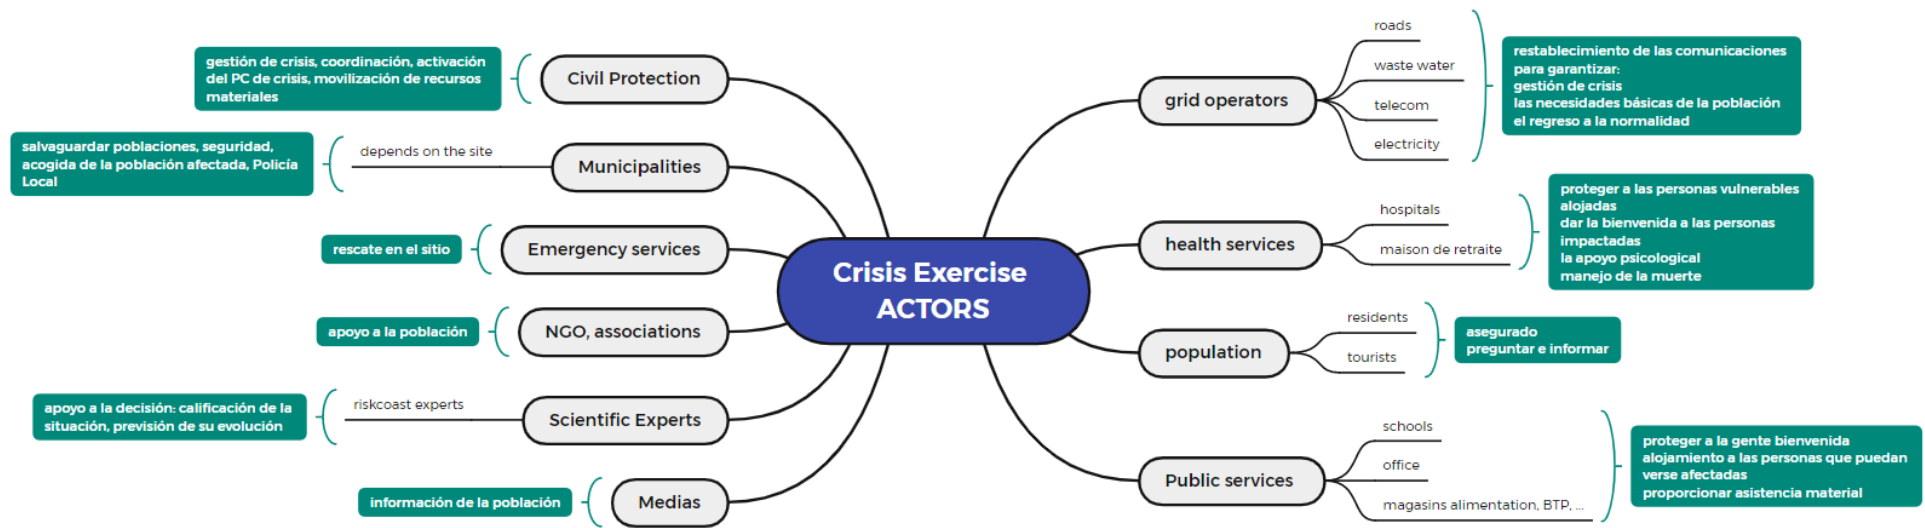 Crisis Exercise
ACTORS
Civil Protection
gestión de crisis, coordinación, activación
del PC de crisis, movilización de recursos
materiales
Municipalities
depends on the site
salvaguardar poblaciones, seguridad,
acogida de la población afectada, Policía
Local
Emergency services
rescate en el sitio
NGO, associations
apoyo a la población
Scientific Experts
riskcoast experts
apoyo a la decisión: calificación de la
situación, previsión de su evolución
Medias
información de la población
grid operators
roads
waste water
telecom
electricity
restablecimiento de las comunicaciones
para garantizar:
gestión de crisis
las necesidades básicas de la población
el regreso a la normalidad
health services
hospitals
maison de retraite
proteger a las personas vulnerables
alojadas
dar la bienvenida a las personas
impactadas
la apoyo psicological
manejo de la muerte
population
residents
tourists
asegurado
preguntar e informar
Public services
schools
office
magasins alimentation, BTP, ...
proteger a la gente bienvenida
alojamiento a las personas que puedan
verse afectadas
proporcionar asistencia material